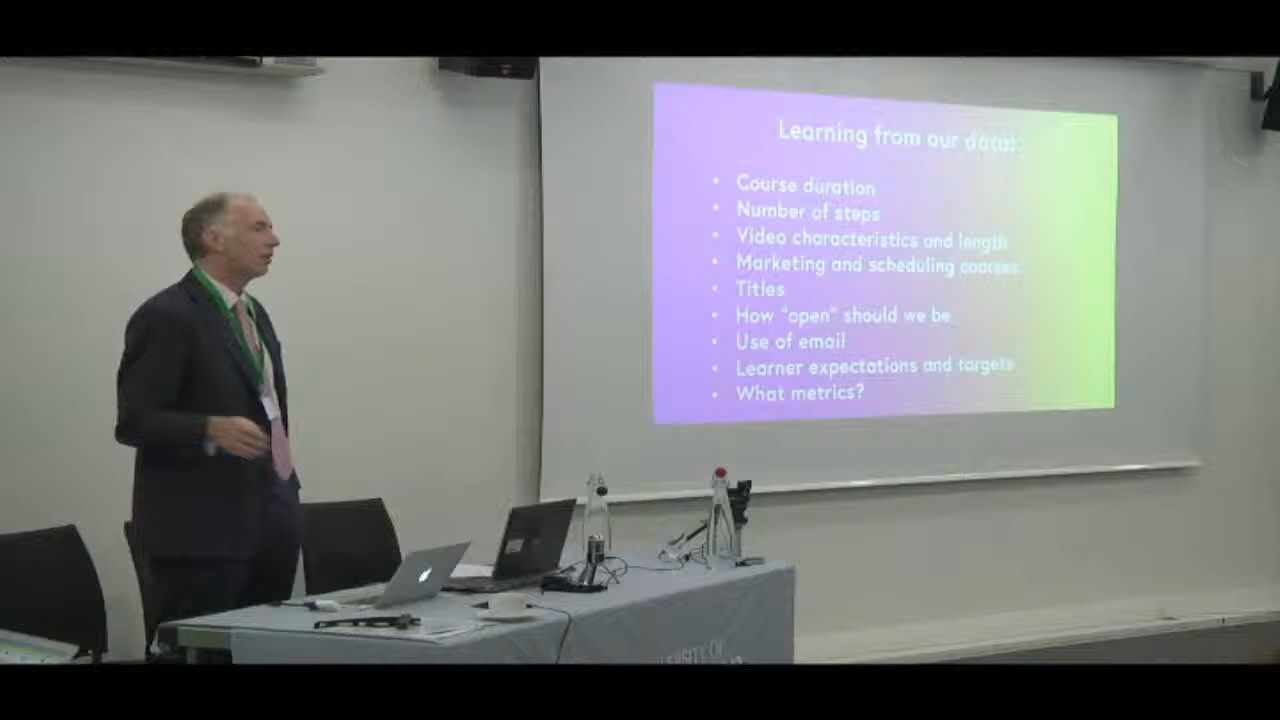 Learning from our data:
• Course duration
• Number of steps
• Video characteristics and length
• Marketing and scheduling courses
• Titles
• How "open" should we be
• Use of email
• Learner expectations and targets
• What metrics?
OF